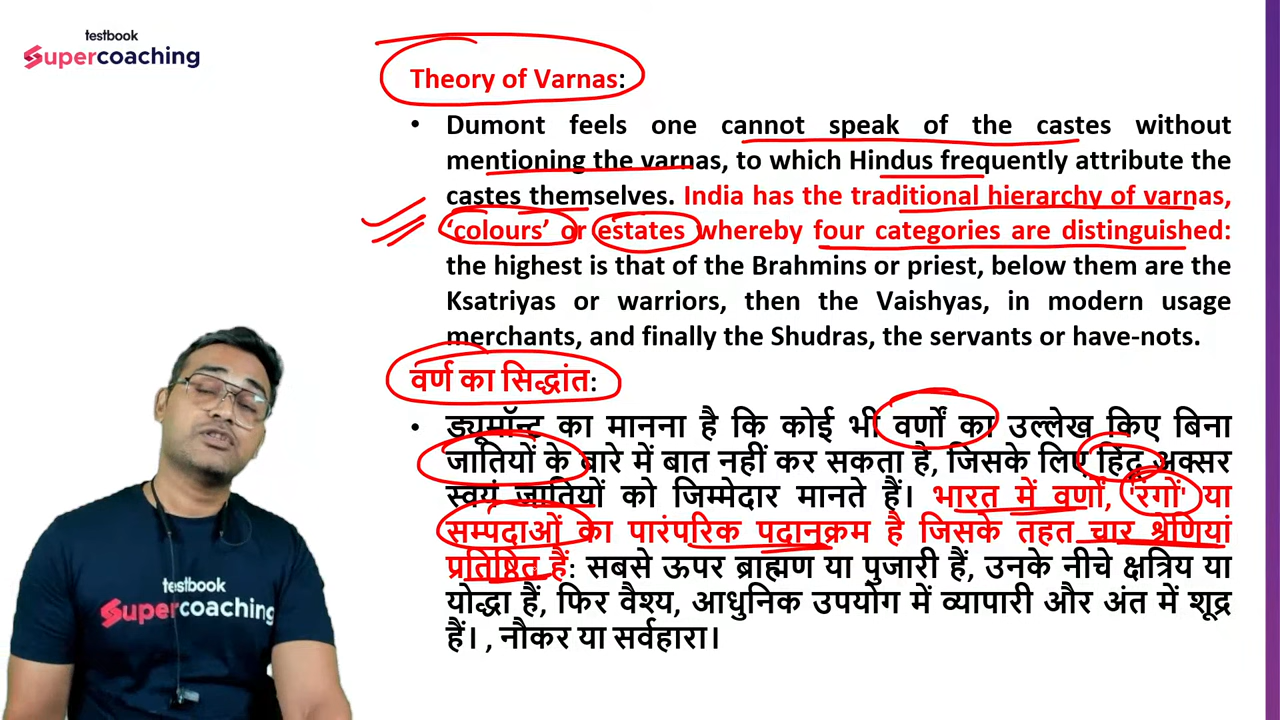 testbook
Supercoaching
Theory of Varnas:
• Dumont feels one cannot speak of the castes without
mentioning the varnas, to which Hindus frequently attribute the
castes themselves. India has the traditional hierarchy of varnas,
‘colours’ or estates whereby four categories are distinguished:
the highest is that of the Brahmins or priest, below them are the
Ksatriyas or warriors, then the Vaishyas, in modern usage
merchants, and finally the Shudras, the servants or have-nots.
वर्ण का सिद्धांत:
• ड्यूमॉन्ट का मानना है कि कोई भी वर्णों का उल्लेख किए बिना
जातियों के बारे में बात नहीं कर सकता है, जिसके लिए हिंदू अक्सर
स्वयं जातियों को जिम्मेदार मानते हैं। भारत में वर्णों, 'रंगों' या
सम्पदाओं का पारंपरिक पदानुक्रम है जिसके तहत चार श्रेणियां
प्रतिष्ठित हैं: सबसे ऊपर ब्राह्मण या पुजारी हैं, उनके नीचे क्षत्रिय या
योद्धा हैं, फिर वैश्य, आधुनिक उपयोग में व्यापारी और अंत में शूद्र
हैं। , नौकर या सर्वहारा।
testbook
Supercoaching